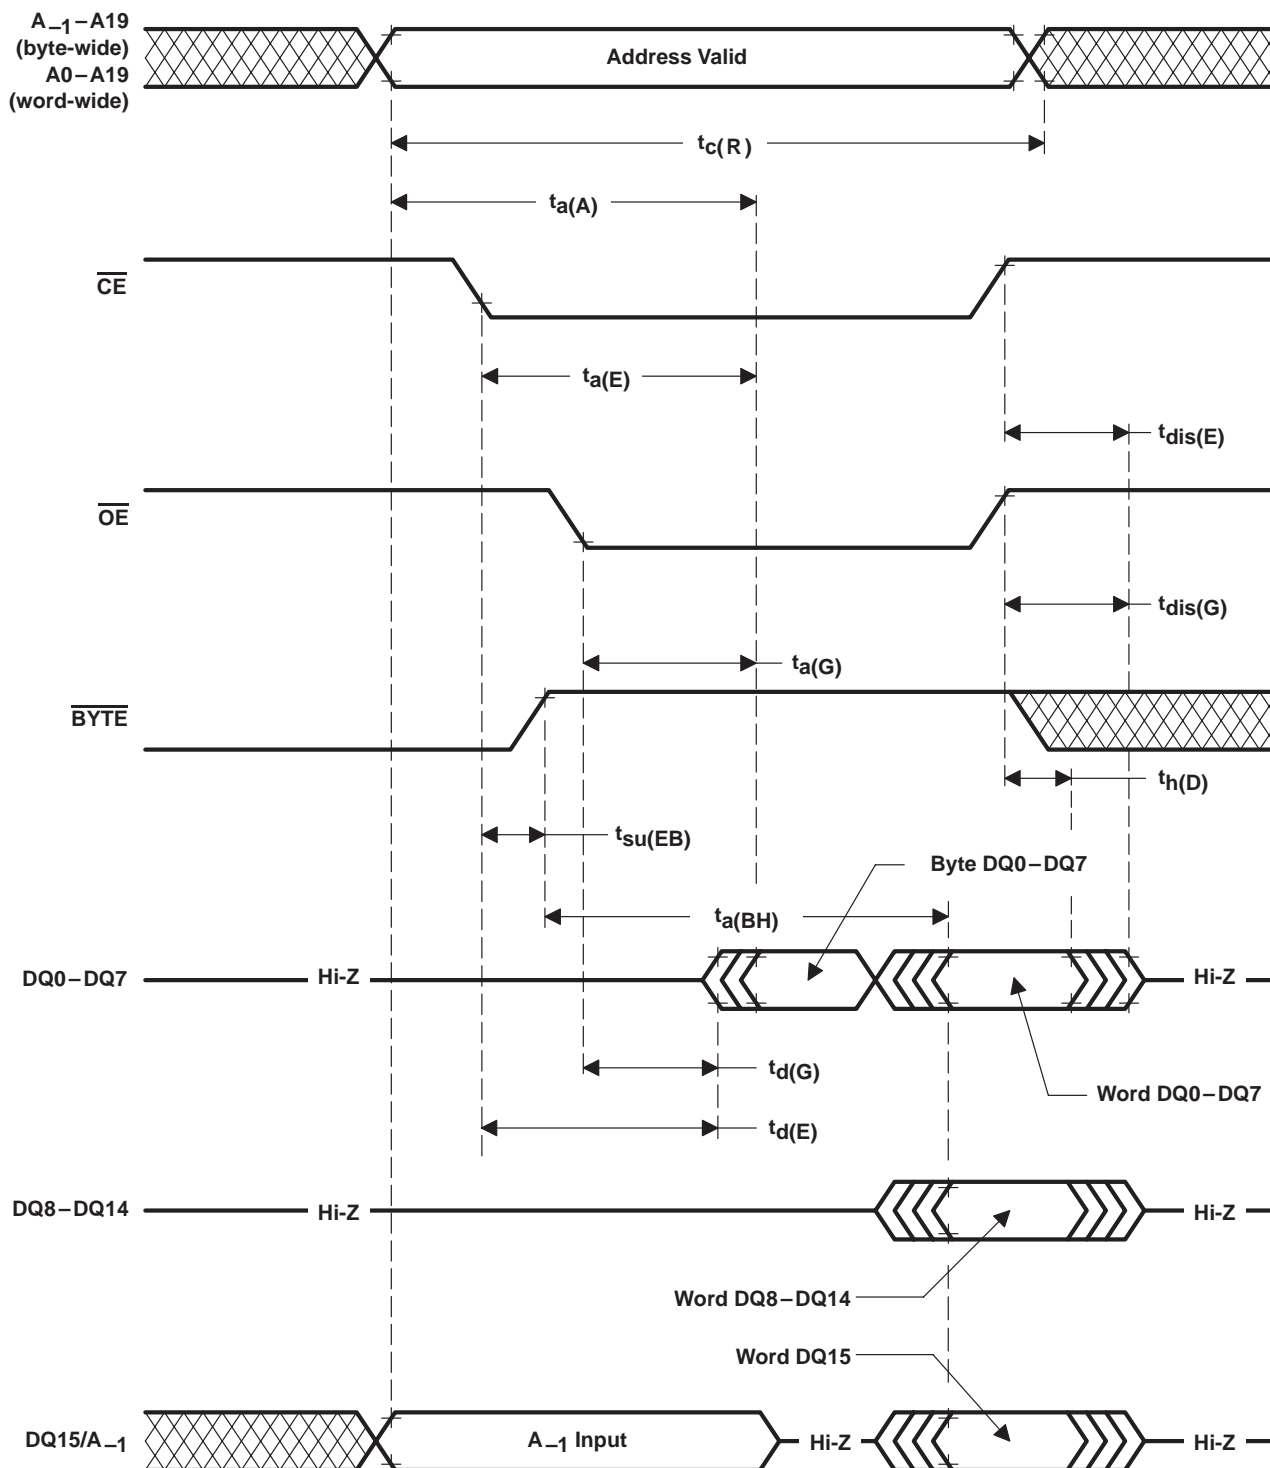 A–1–A19
(byte-wide)
A0–A19
(word-wide)
Address Valid
tc(R)
ta(A)
CE
ta(E)
tdis(E)
OE
tdis(G)
ta(G)
BYTE
th(D)
tsu(EB)
Byte DQ0–DQ7
ta(BH)
DQ0–DQ7
Hi-Z
Hi-Z
td(G)
Word DQ0–DQ7
td(E)
DQ8–DQ14
Hi-Z
Hi-Z
Word DQ8–DQ14
Word DQ15
DQ15/A–1
A–1 Input
Hi-Z
Hi-Z